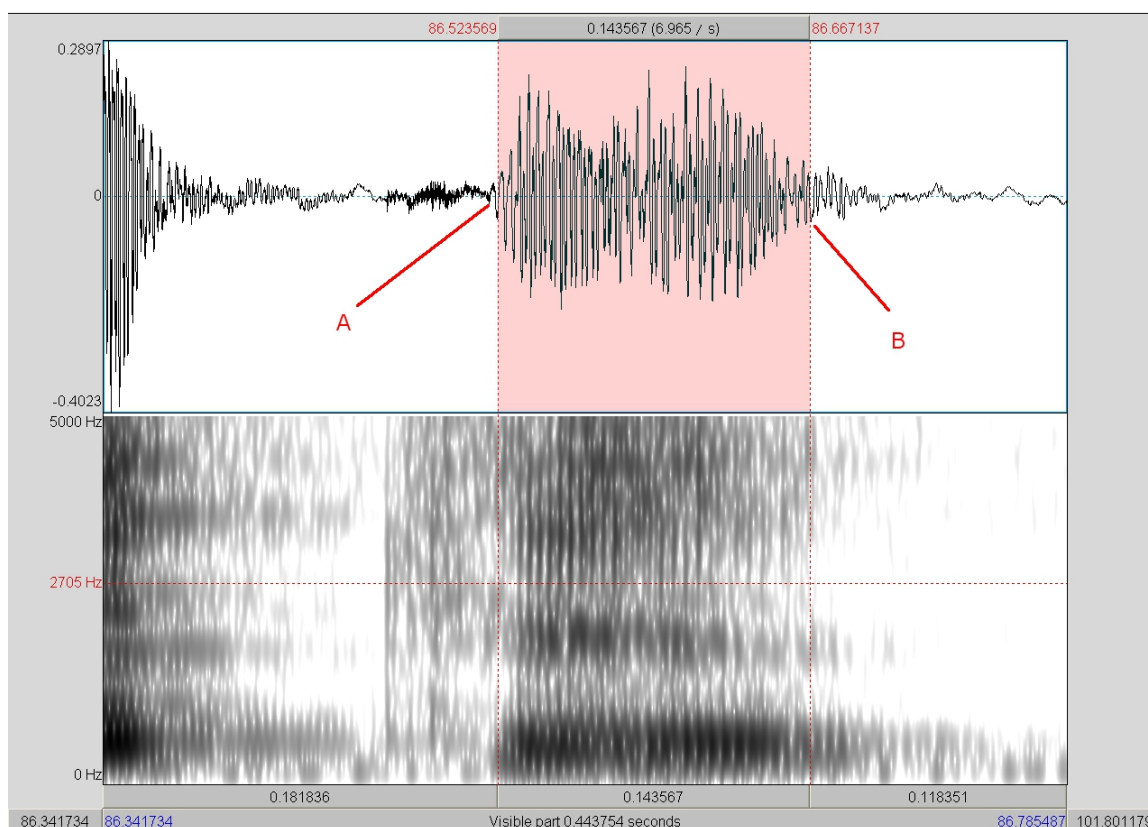 86.523569 0.143567 (6.965 / s) 86.667137
0.2897
0
A
B
-0.4023
5000 Hz
2705 Hz
0 Hz
0.181836 0.143567 0.118351
86.341734 86.341734 Visible part 0.443754 seconds 86.785487 101.801179